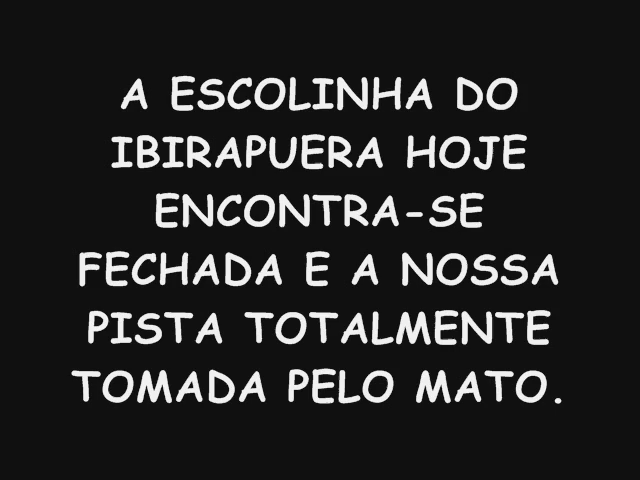 A ESCOLINHA DO
IBIRAPUERA HOJE
ENCONTRA-SE
FECHADA E A NOSSA
PISTA TOTALMENTE
TOMADA PELO MATO.